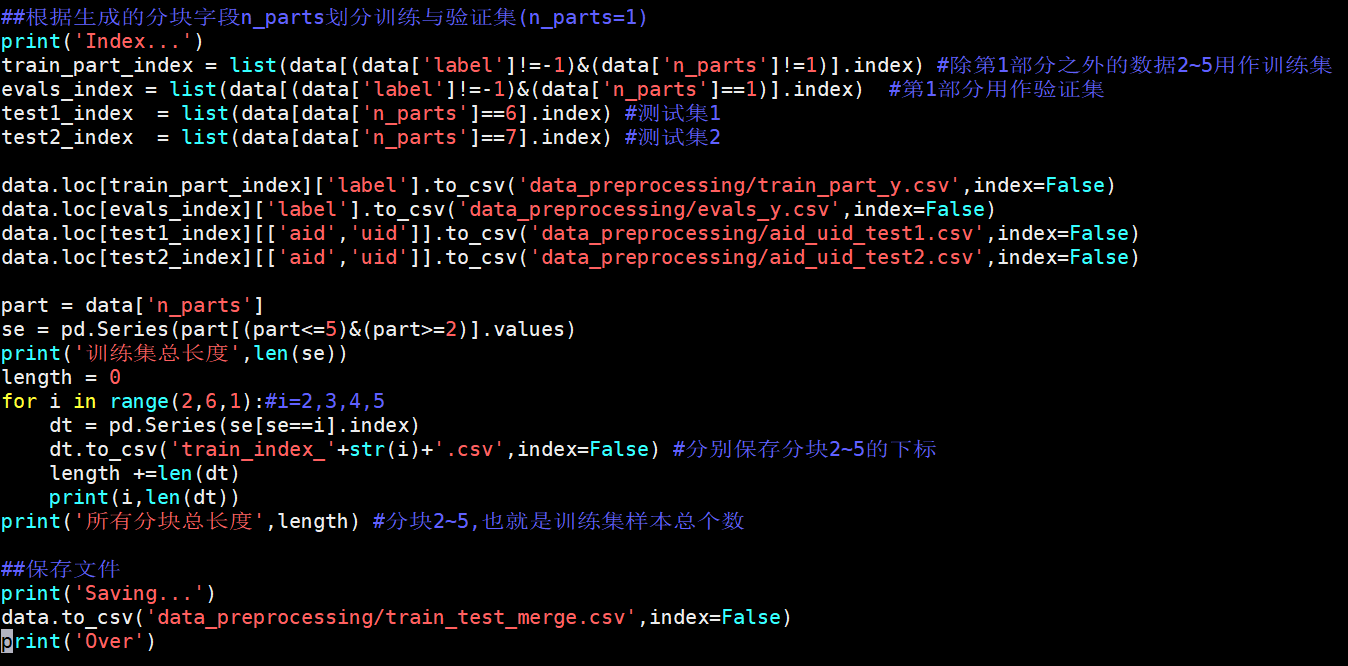 ##根据生成的分块字段n_parts划分训练与验证集(n_parts=1)
print('Index...')
train_part_index = list(data[(data['label']!=-1)&(data['n_parts']!=1)].index) #除第1部分之外的数据2~5用作训练集
evals_index = list(data[(data['label']!=-1)&(data['n_parts']==1)].index)  #第1部分用作验证集
test1_index  = list(data[data['n_parts']==6].index) #测试集1
test2_index  = list(data[data['n_parts']==7].index) #测试集2
data.loc[train_part_index]['label'].to_csv('data_preprocessing/train_part_y.csv',index=False)
data.loc[evals_index]['label'].to_csv('data_preprocessing/evals_y.csv',index=False)
data.loc[test1_index][['aid','uid']].to_csv('data_preprocessing/aid_uid_test1.csv',index=False)
data.loc[test2_index][['aid','uid']].to_csv('data_preprocessing/aid_uid_test2.csv',index=False)
part = data['n_parts']
se = pd.Series(part[(part<=5)&(part>=2)].values)
print('训练集总长度',len(se))
length = 0
for i in range(2,6,1):#i=2,3,4,5
    dt = pd.Series(se[se==i].index)
    dt.to_csv('train_index_'+str(i)+'.csv',index=False) #分别保存分块2~5的下标
    length +=len(dt)
    print(i,len(dt))
print('所有分块总长度',length) #分块2~5,也就是训练集样本总个数
##保存文件
print('Saving...')
data.to_csv('data_preprocessing/train_test_merge.csv',index=False)
print('Over')